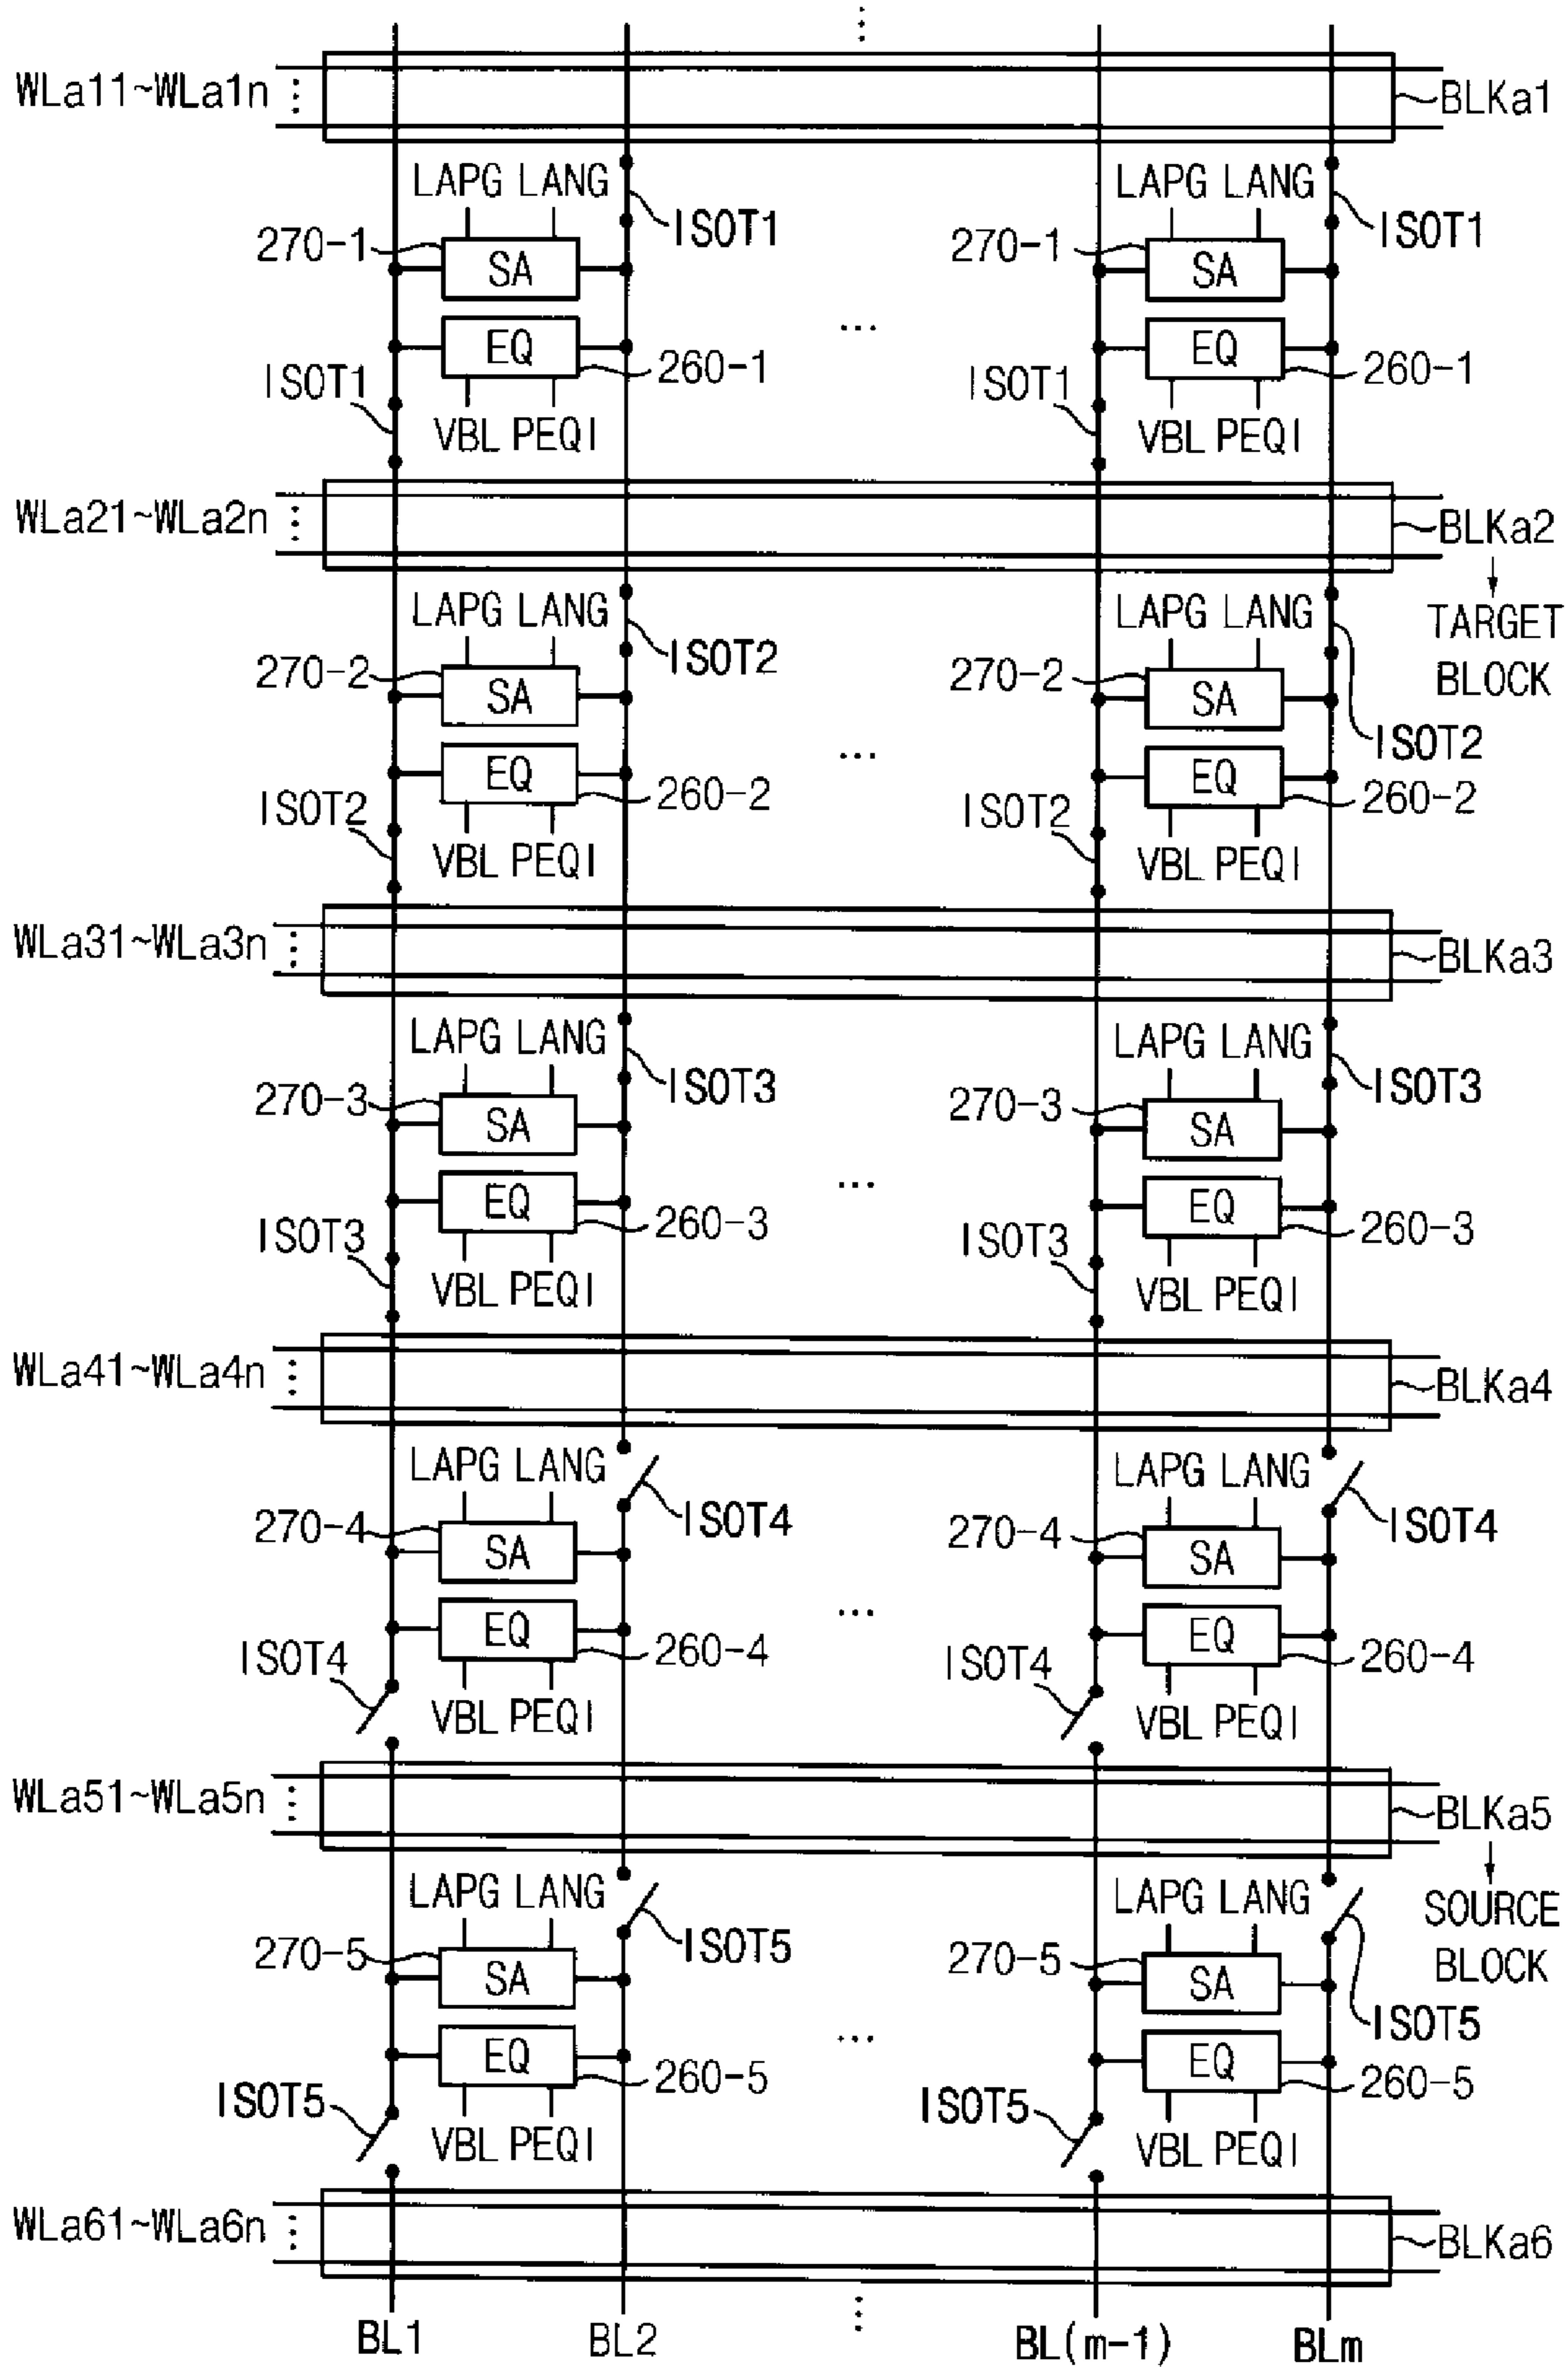 WLa11~WLa1n
BLKa1
LAPG LANG
ISOT1
LAPG LANG
ISOT1
270-1
SA
270-1
SA
EQ
260-1
EQ
260-1
ISOT1
VBL PEQI
ISOT1
VBL PEQI
WLa21~WLa2n
BLKa2
TARGET
BLOCK
LAPG LANG
ISOT2
LAPG LANG
ISOT2
270-2
SA
270-2
SA
EQ
260-2
EQ
260-2
ISOT2
VBL PEQI
ISOT2
VBL PEQI
WLa31~WLa3n
BLKa3
LAPG LANG
ISOT3
LAPG LANG
ISOT3
270-3
SA
270-3
SA
EQ
260-3
EQ
260-3
ISOT3
VBL PEQI
ISOT3
VBL PEQI
WLa41~WLa4n
BLKa4
LAPG LANG
ISOT4
LAPG LANG
ISOT4
270-4
SA
270-4
SA
EQ
260-4
EQ
260-4
ISOT4
VBL PEQI
ISOT4
VBL PEQI
WLa51~WLa5n
BLKa5
SOURCE
BLOCK
LAPG LANG
ISOT5
LAPG LANG
ISOT5
270-5
SA
270-5
SA
EQ
260-5
EQ
260-5
ISOT5
VBL PEQI
ISOT5
VBL PEQI
WLa61~WLa6n
BLKa6
BL1
BL2
BL(m-1)
BLm